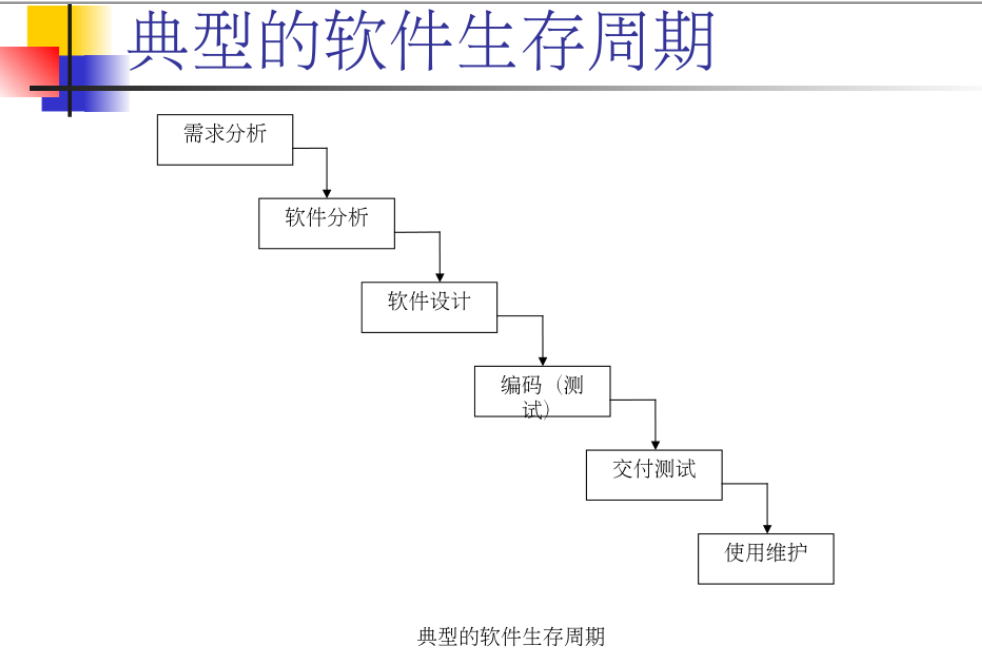 典型的软件生存周期
需求分析
软件分析
软件设计
编码（测
试）
交付测试
使用维护
典型的软件生存周期